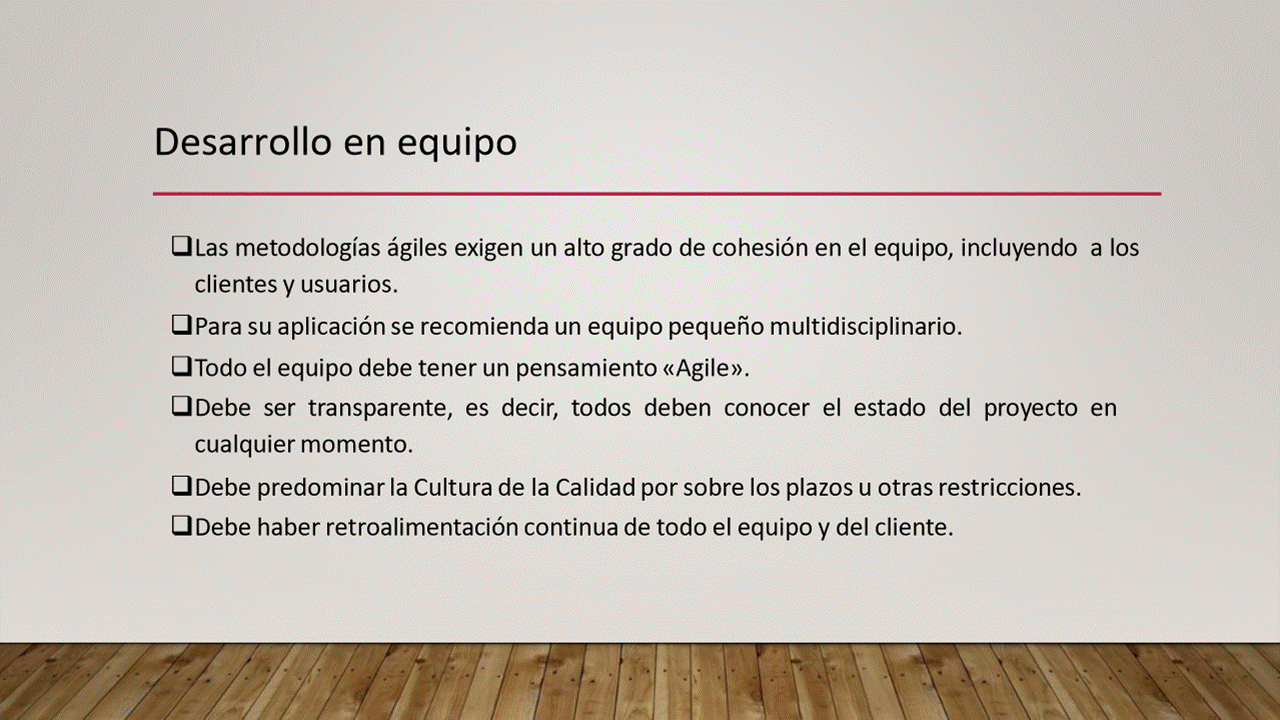 Desarrollo en equipo
❑Las metodologías ágiles exigen un alto grado de cohesión en el equipo, incluyendo  a los
clientes y usuarios.
❑Para su aplicación se recomienda un equipo pequeño multidisciplinario.
❑Todo el equipo debe tener un pensamiento «Agile».
❑Debe ser transparente, es decir, todos deben conocer el estado del proyecto en
cualquier momento.
❑Debe predominar la Cultura de la Calidad por sobre los plazos u otras restricciones.
❑Debe haber retroalimentación continua de todo el equipo y del cliente.